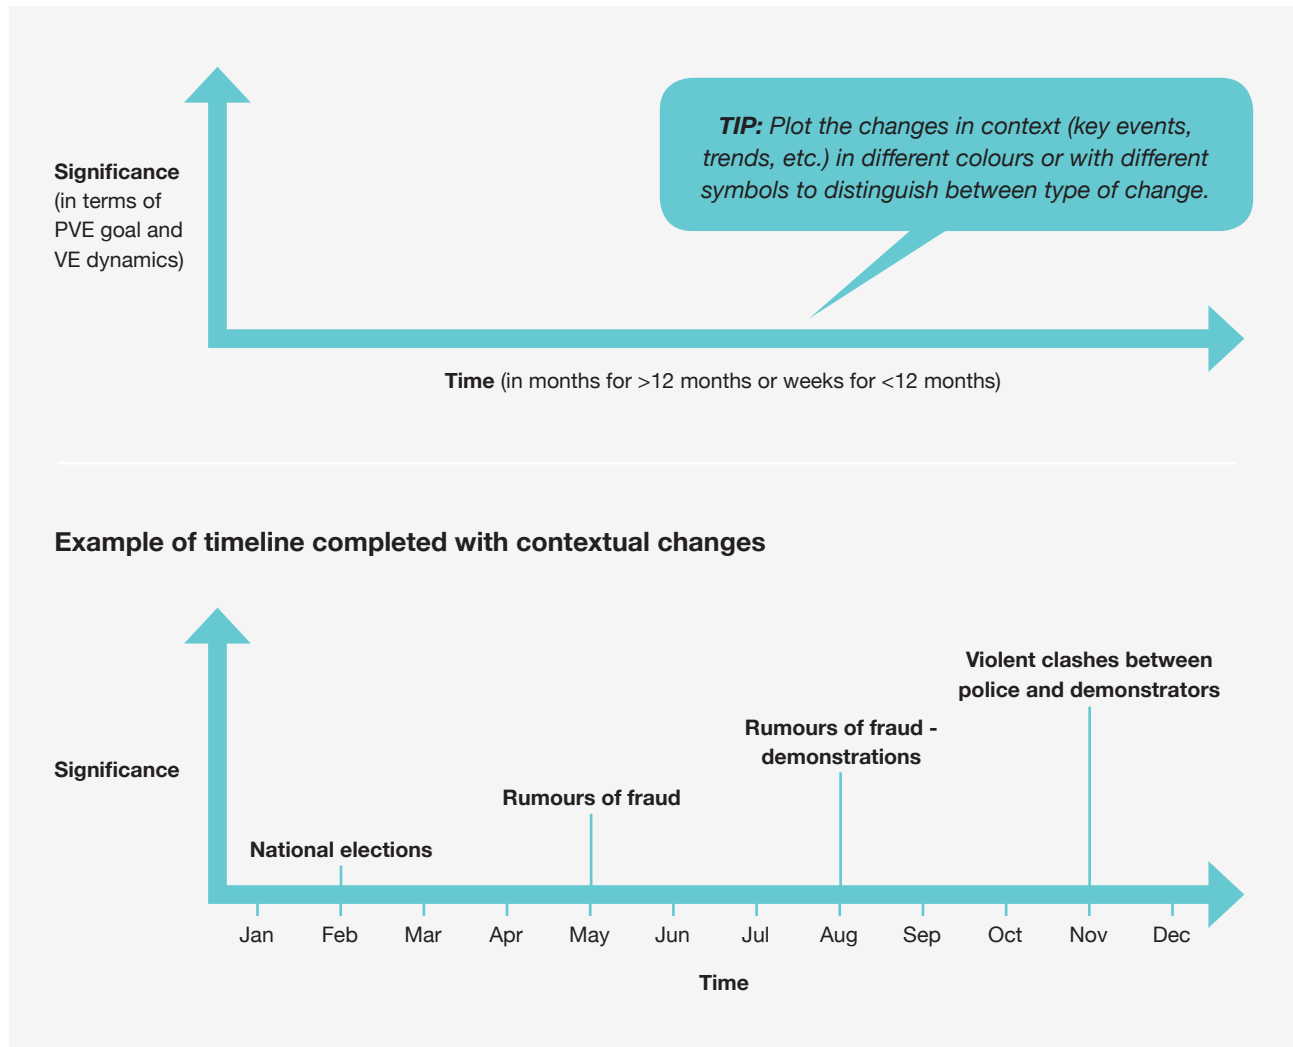 TIP: Plot the changes in context (key events,
trends, etc.) in different colours or with different
symbols to distinguish between type of change.
Significance
(in terms of
PVE goal and
VE dynamics)
Time (in months for >12 months or weeks for <12 months)
Example of timeline completed with contextual changes
Violent clashes between
police and demonstrators
Rumours of fraud -
demonstrations
Significance
Rumours of fraud
National elections
Jan Feb Mar Apr May Jun Jul Aug Sep Oct Nov Dec
Time